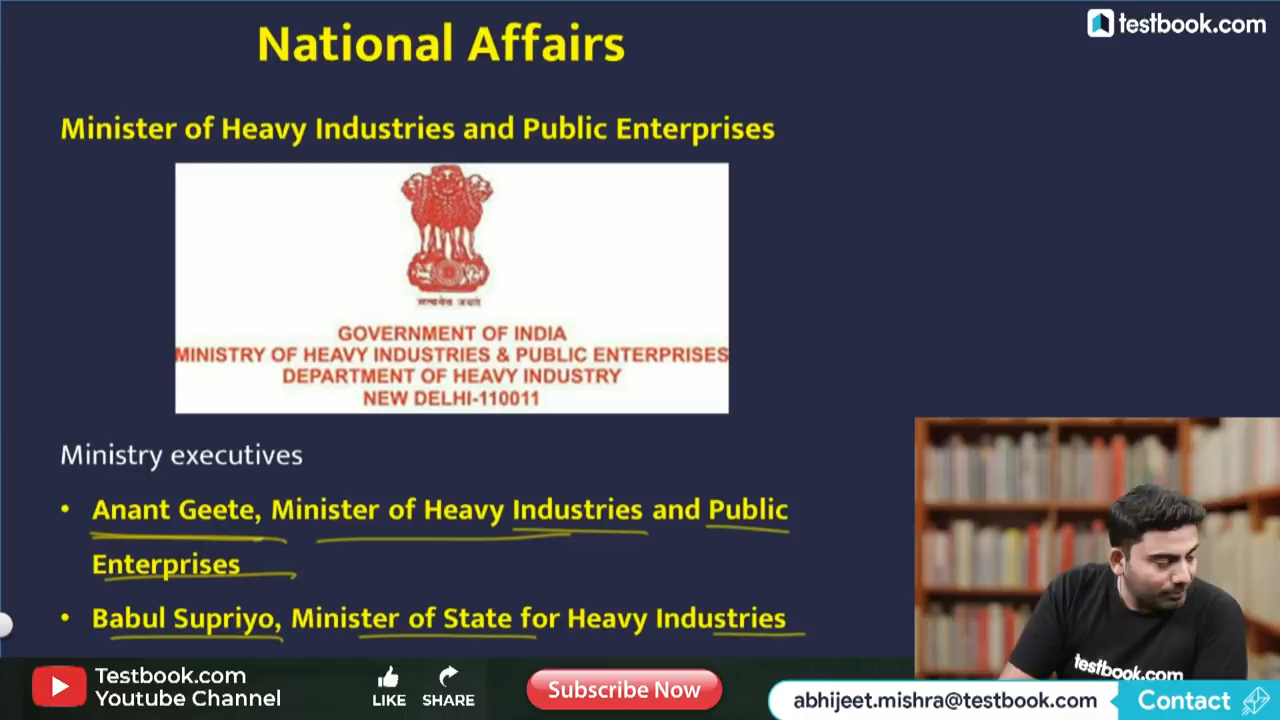 National Affairs
testbook.com
Minister of Heavy Industries and Public Enterprises
सत्यमेव जयते
GOVERNMENT OF INDIA
MINISTRY OF HEAVY INDUSTRIES & PUBLIC ENTERPRISES
DEPARTMENT OF HEAVY INDUSTRY
NEW DELHI-110011
Ministry executives
• Anant Geete, Minister of Heavy Industries and Public
Enterprises
• Babul Supriyo, Minister of State for Heavy Industries
testbook.com
Testbook.com
Youtube Channel
LIKE
SHARE
Subscribe Now
abhijeet.mishra@testbook.com
Contact